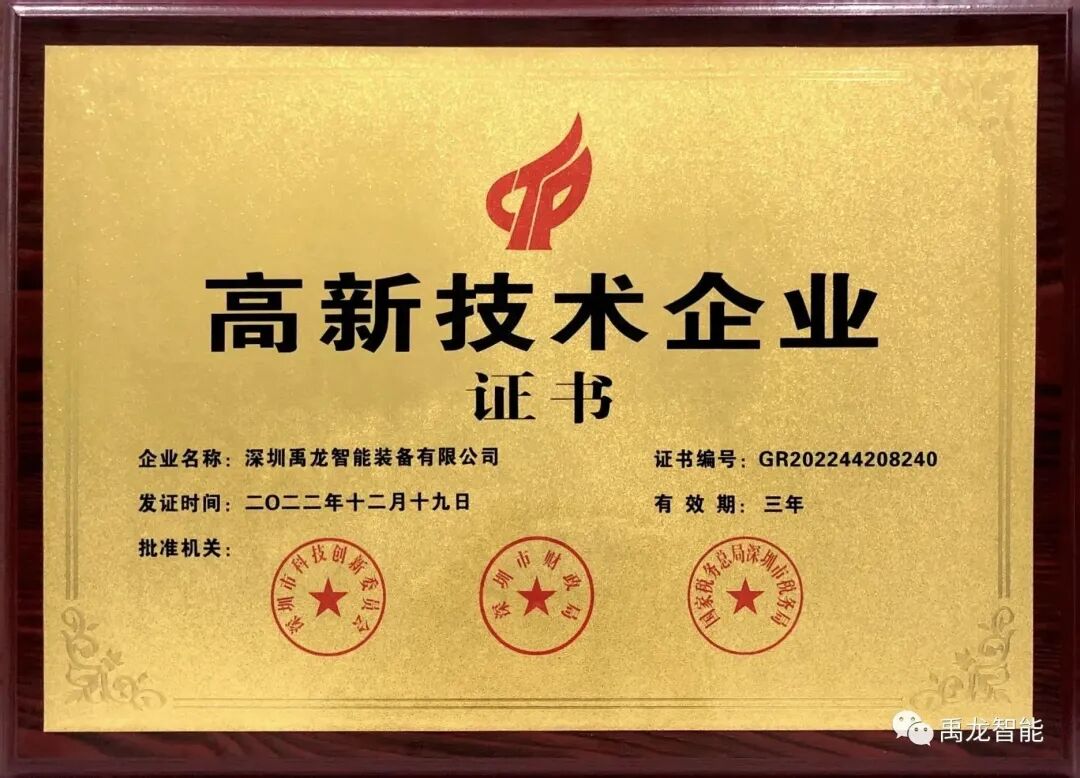 高新技术企业
证书
企业名称：深圳禹龙智能装备有限公司
证书编号：GR202244208240
发证时间：二〇二二年十二月十九日
有效期：三年
批准机关：
深圳市科技创新委员会
深圳市财政局
国家税务总局深圳市税务局
禹龙智能